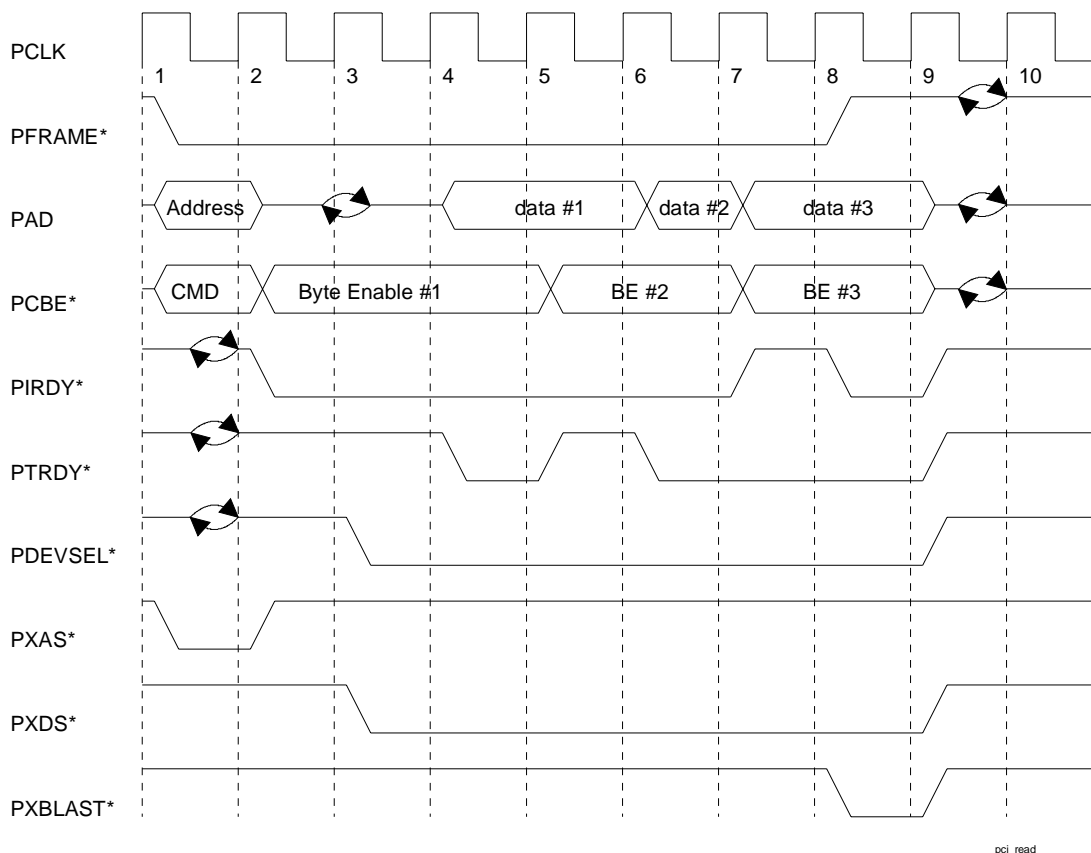 PCLK
1 2 3 4 5 6 7 8 9 10
PFRAME*
PAD
Address data #1 data #2 data #3
PCBE*
CMD Byte Enable #1 BE #2 BE #3
PIRDY*
PTRDY*
PDEVSEL*
PXAS*
PXDS*
PXBLAST*
pci_read